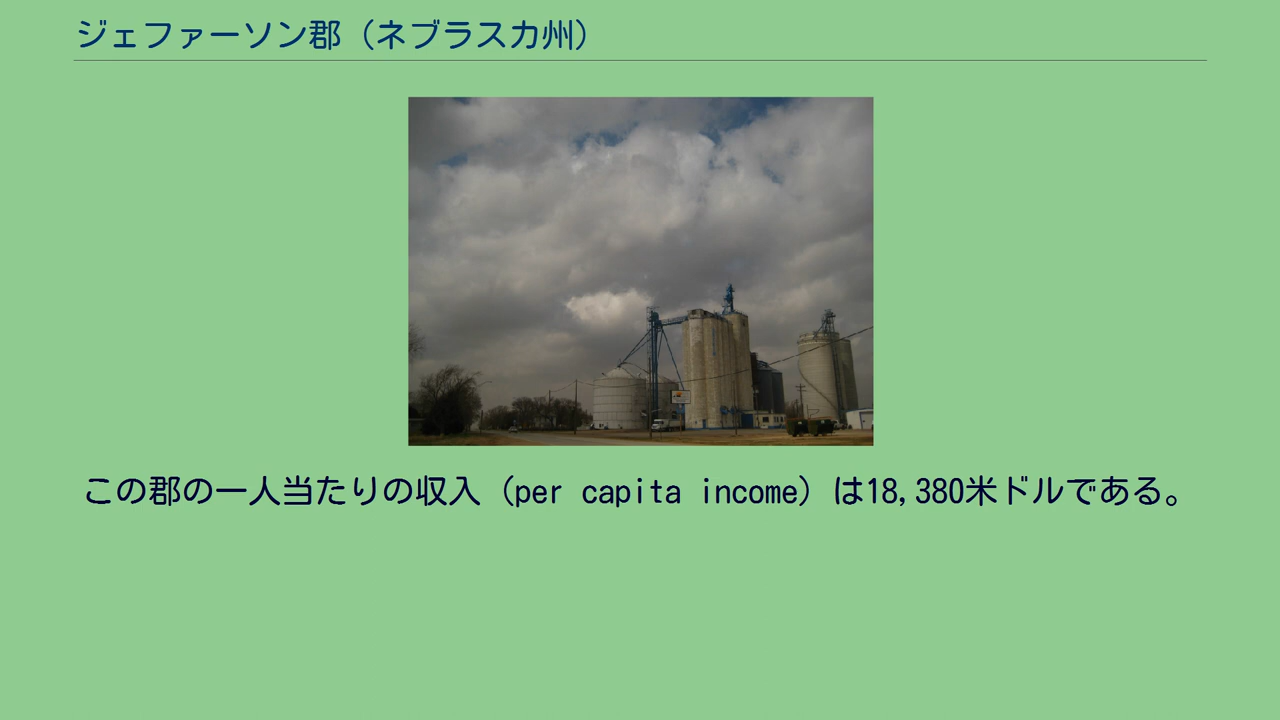 ジェファーソン郡（ネブラスカ州）
この郡の一人当たりの収入（per capita income）は18,380米ドルである。